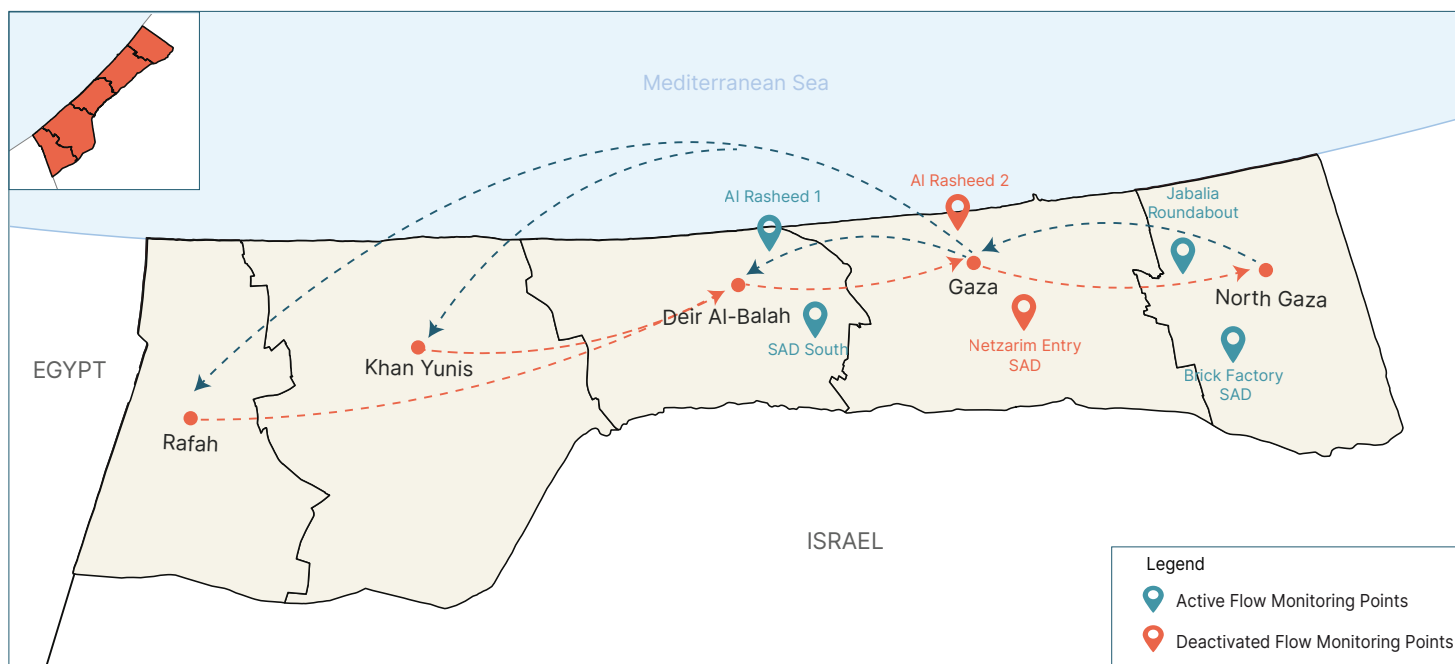 Mediterranean Sea
Al Rasheed 1
Al Rasheed 2
Jabalia
Roundabout
Gaza
North Gaza
Deir Al-Balah
SAD South
Netzarim Entry
SAD
Brick Factory
SAD
EGYPT
Khan Yunis
Rafah
ISRAEL
Legend
Active Flow Monitoring Points
Deactivated Flow Monitoring Points